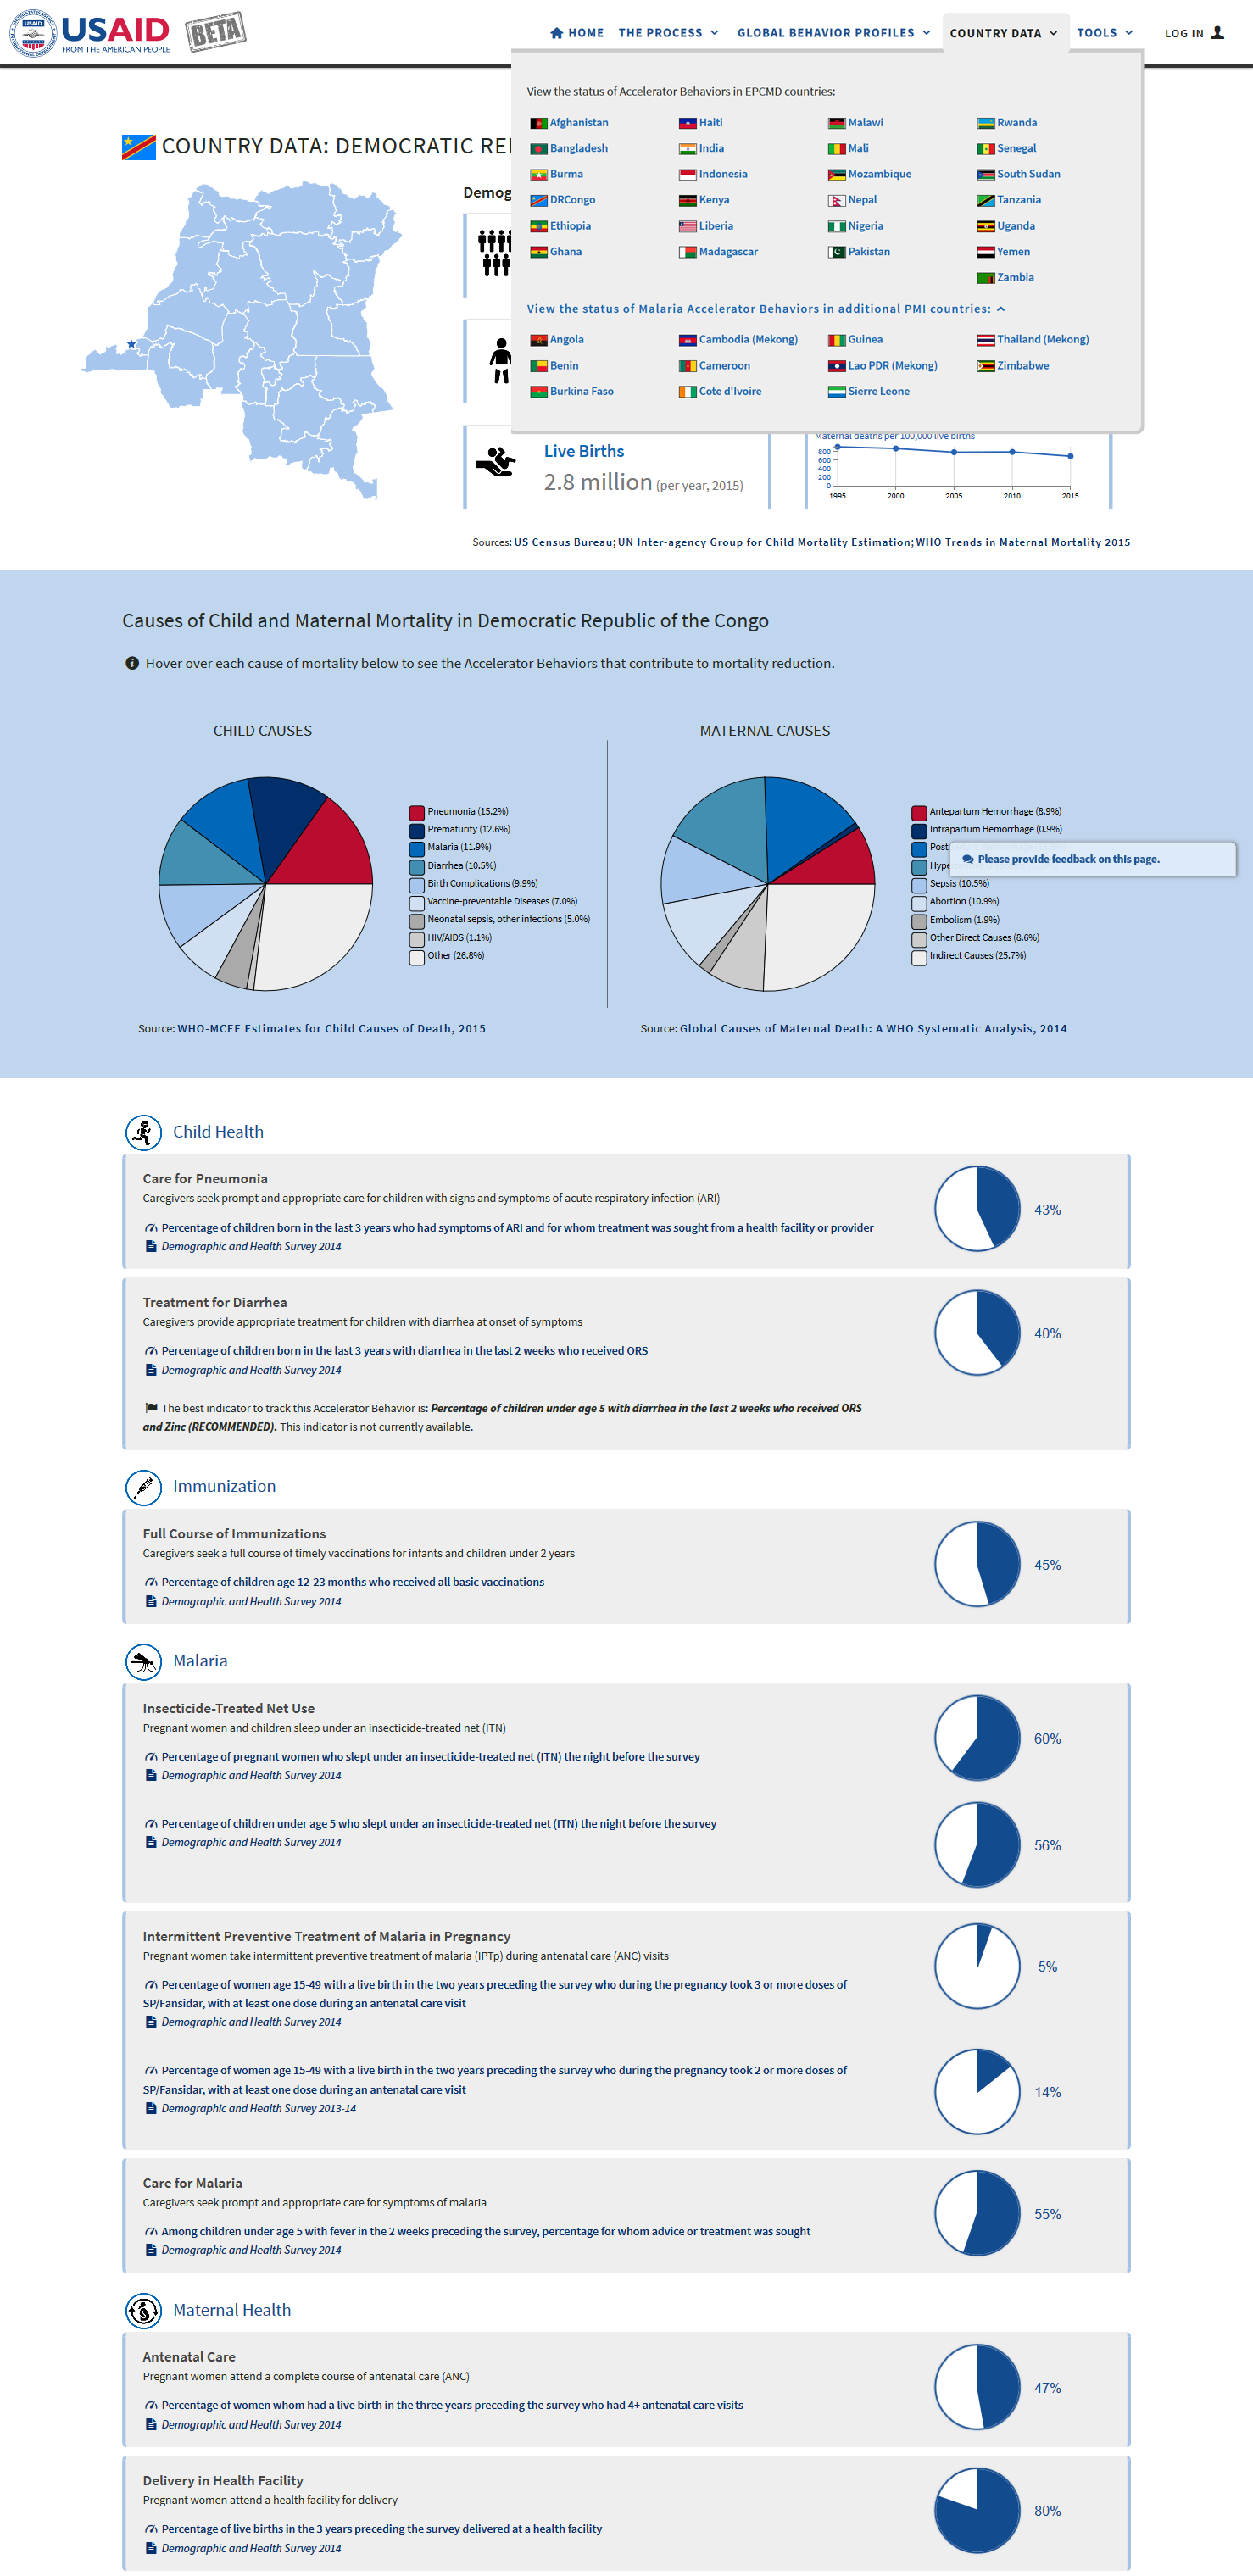 USAID
FROM THE AMERICAN PEOPLE
BETA
HOME THE PROCESS GLOBAL BEHAVIOR PROFILES COUNTRY DATA TOOLS LOG IN
View the status of Accelerator Behaviors in EPCMD countries:
Afghanistan Haiti Malawi Rwanda
Bangladesh India Mali Senegal
Burma Indonesia Mozambique South Sudan
DRCongo Kenya Nepal Tanzania
Ethiopia Liberia Nigeria Uganda
Ghana Madagascar Pakistan Yemen
Zambia
View the status of Malaria Accelerator Behaviors in additional PMI countries:
Angola Cambodia (Mekong) Guinea Thailand (Mekong)
Benin Cameroon Lao PDR (Mekong) Zimbabwe
Burkina Faso Cote d'Ivoire Sierre Leone
COUNTRY DATA: DEMOCRATIC RE
Demog
Live Births
2.8 million (per year, 2015)
Maternal deaths per 100,000 live births
800
600
400
200
0
1995 2000 2005 2010 2015
Sources: US Census Bureau; UN Inter-agency Group for Child Mortality Estimation; WHO Trends in Maternal Mortality 2015
Causes of Child and Maternal Mortality in Democratic Republic of the Congo
Hover over each cause of mortality below to see the Accelerator Behaviors that contribute to mortality reduction.
CHILD CAUSES
Pneumonia (15.2%)
Prematurity (12.6%)
Malaria (11.9%)
Diarrhea (10.5%)
Birth Complications (9.9%)
Vaccine-preventable Diseases (7.0%)
Neonatal sepsis, other infections (5.0%)
HIV/AIDS (1.1%)
Other (26.8%)
Source: WHO-MCEE Estimates for Child Causes of Death, 2015
MATERNAL CAUSES
Antepartum Hemorrhage (8.9%)
Intrapartum Hemorrhage (0.9%)
Post
Hype
Please provide feedback on this page.
Sepsis (10.5%)
Abortion (10.9%)
Embolism (1.9%)
Other Direct Causes (8.6%)
Indirect Causes (25.7%)
Source: Global Causes of Maternal Death: A WHO Systematic Analysis, 2014
Child Health
Care for Pneumonia
Caregivers seek prompt and appropriate care for children with signs and symptoms of acute respiratory infection (ARI)
Percentage of children born in the last 3 years who had symptoms of ARI and for whom treatment was sought from a health facility or provider
Demographic and Health Survey 2014
43%
Treatment for Diarrhea
Caregivers provide appropriate treatment for children with diarrhea at onset of symptoms
Percentage of children born in the last 3 years with diarrhea in the last 2 weeks who received ORS
Demographic and Health Survey 2014
40%
The best indicator to track this Accelerator Behavior is: Percentage of children under age 5 with diarrhea in the last 2 weeks who received ORS
and Zinc (RECOMMENDED). This indicator is not currently available.
Immunization
Full Course of Immunizations
Caregivers seek a full course of timely vaccinations for infants and children under 2 years
Percentage of children age 12-23 months who received all basic vaccinations
Demographic and Health Survey 2014
45%
Malaria
Insecticide-Treated Net Use
Pregnant women and children sleep under an insecticide-treated net (ITN)
Percentage of pregnant women who slept under an insecticide-treated net (ITN) the night before the survey
Demographic and Health Survey 2014
60%
Percentage of children under age 5 who slept under an insecticide-treated net (ITN) the night before the survey
Demographic and Health Survey 2014
56%
Intermittent Preventive Treatment of Malaria in Pregnancy
Pregnant women take intermittent preventive treatment of malaria (IPTp) during antenatal care (ANC) visits
Percentage of women age 15-49 with a live birth in the two years preceding the survey who during the pregnancy took 3 or more doses of
SP/Fansidar, with at least one dose during an antenatal care visit
Demographic and Health Survey 2014
5%
Percentage of women age 15-49 with a live birth in the two years preceding the survey who during the pregnancy took 2 or more doses of
SP/Fansidar, with at least one dose during an antenatal care visit
Demographic and Health Survey 2013-14
14%
Care for Malaria
Caregivers seek prompt and appropriate care for symptoms of malaria
Among children under age 5 with fever in the 2 weeks preceding the survey, percentage for whom advice or treatment was sought
Demographic and Health Survey 2014
55%
Maternal Health
Antenatal Care
Pregnant women attend a complete course of antenatal care (ANC)
Percentage of women whom had a live birth in the three years preceding the survey who had 4+ antenatal care visits
Demographic and Health Survey 2014
47%
Delivery in Health Facility
Pregnant women attend a health facility for delivery
Percentage of live births in the 3 years preceding the survey delivered at a health facility
Demographic and Health Survey 2014
80%